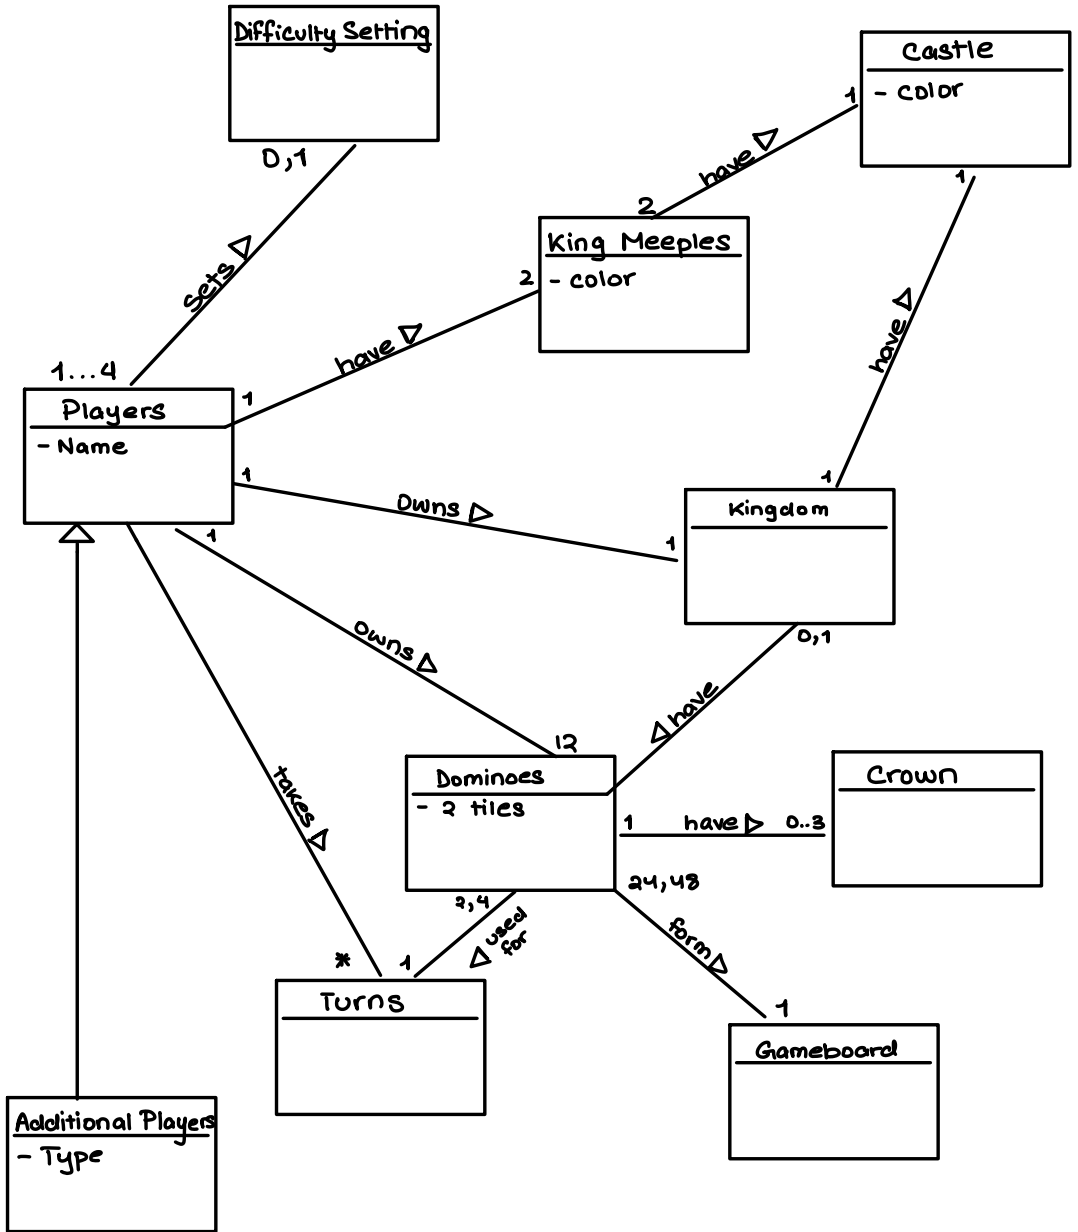 Difficulty Setting
0,1
Castle
- color
1
1
have
2
King Meeples
- color
2
Sets
have
have
1...4
Players
- Name
1
1
1
Owns
1
1
Kingdom
0,1
owns
have
12
Dominoes
- 2 tiles
1 have 0..3
Crown
takes
24,48
2,4
used
for
form
*
1
Turns
1
Gameboard
Additional Players
- Type